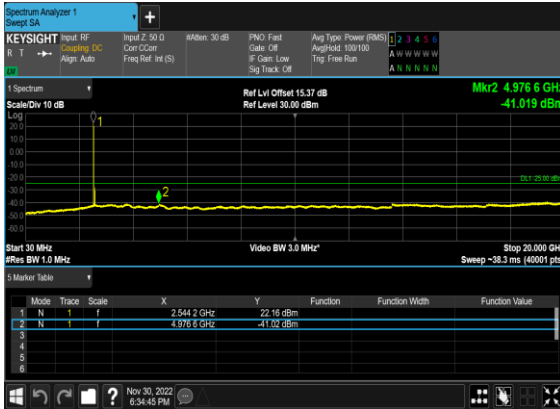 Spectrum Analyzer 1
Swept SA
+
KEYSIGHT Input: RF Input Z: 50 Ω #Atten: 30 dB PNO: Fast Avg Type: Power (RMS) 1 2 3 4 5 6
R T Coupling: DC Corr CCorr Gate: Off Avg|Hold: 100/100 A W W W W W
Align: Auto Freq Ref: Int (S) IF Gain: Low Trig: Free Run
Sig Track: Off A N N N N N
1 Spectrum Ref Lvl Offset 15.37 dB Mkr2 4.976 6 GHz
Scale/Div 10 dB Ref Level 30.00 dBm -41.019 dBm
Log
20.0
10.0
0.00
-10.0
-20.0
-30.0
-40.0
-50.0
-60.0
1
2
DL1 -25.00 dBm
Start 30 MHz Video BW 3.0 MHz* Stop 20.000 GH
#Res BW 1.0 MHz Sweep ~38.3 ms (40001 pts
5 Marker Table
Mode Trace Scale X Y Function Function Width Function Value
1 N 1 f 2.544 2 GHz 22.16 dBm
2 N 1 f 4.976 6 GHz -41.02 dBm
3
4
5
6
? Nov 30, 2022
6:34:45 PM